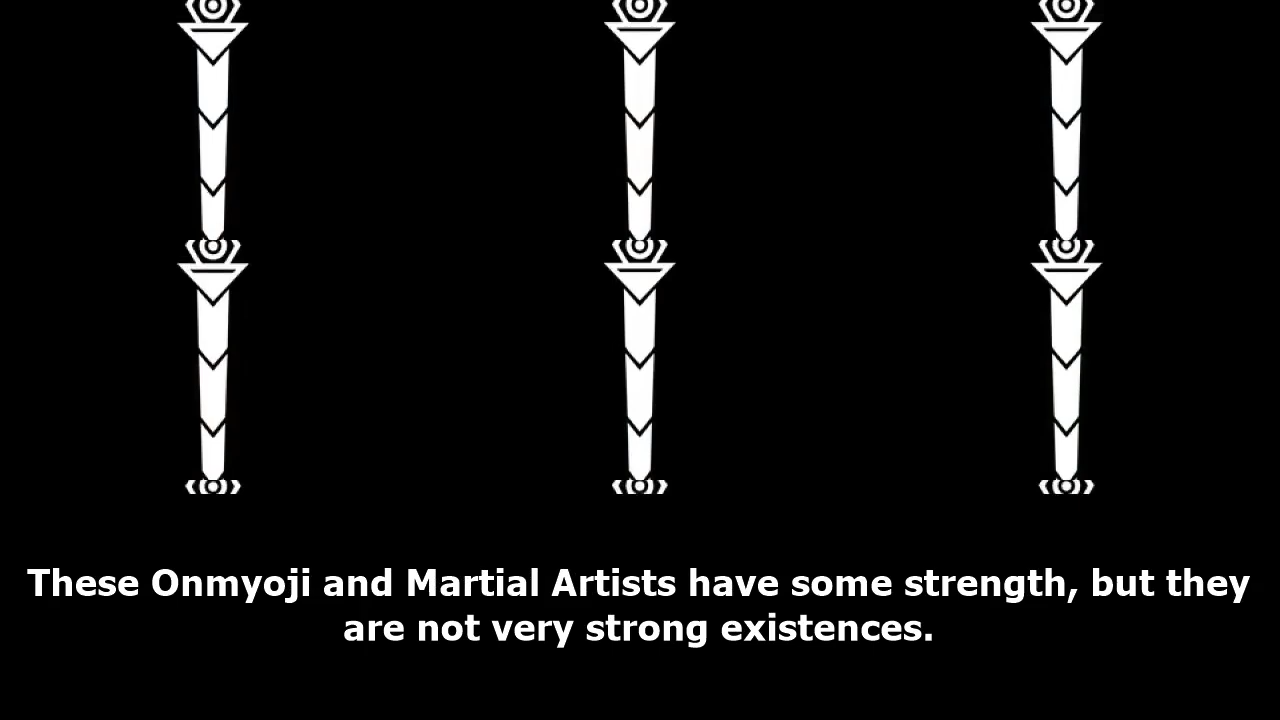 These Onmyoji and Martial Artists have some strength, but they
are not very strong existences.